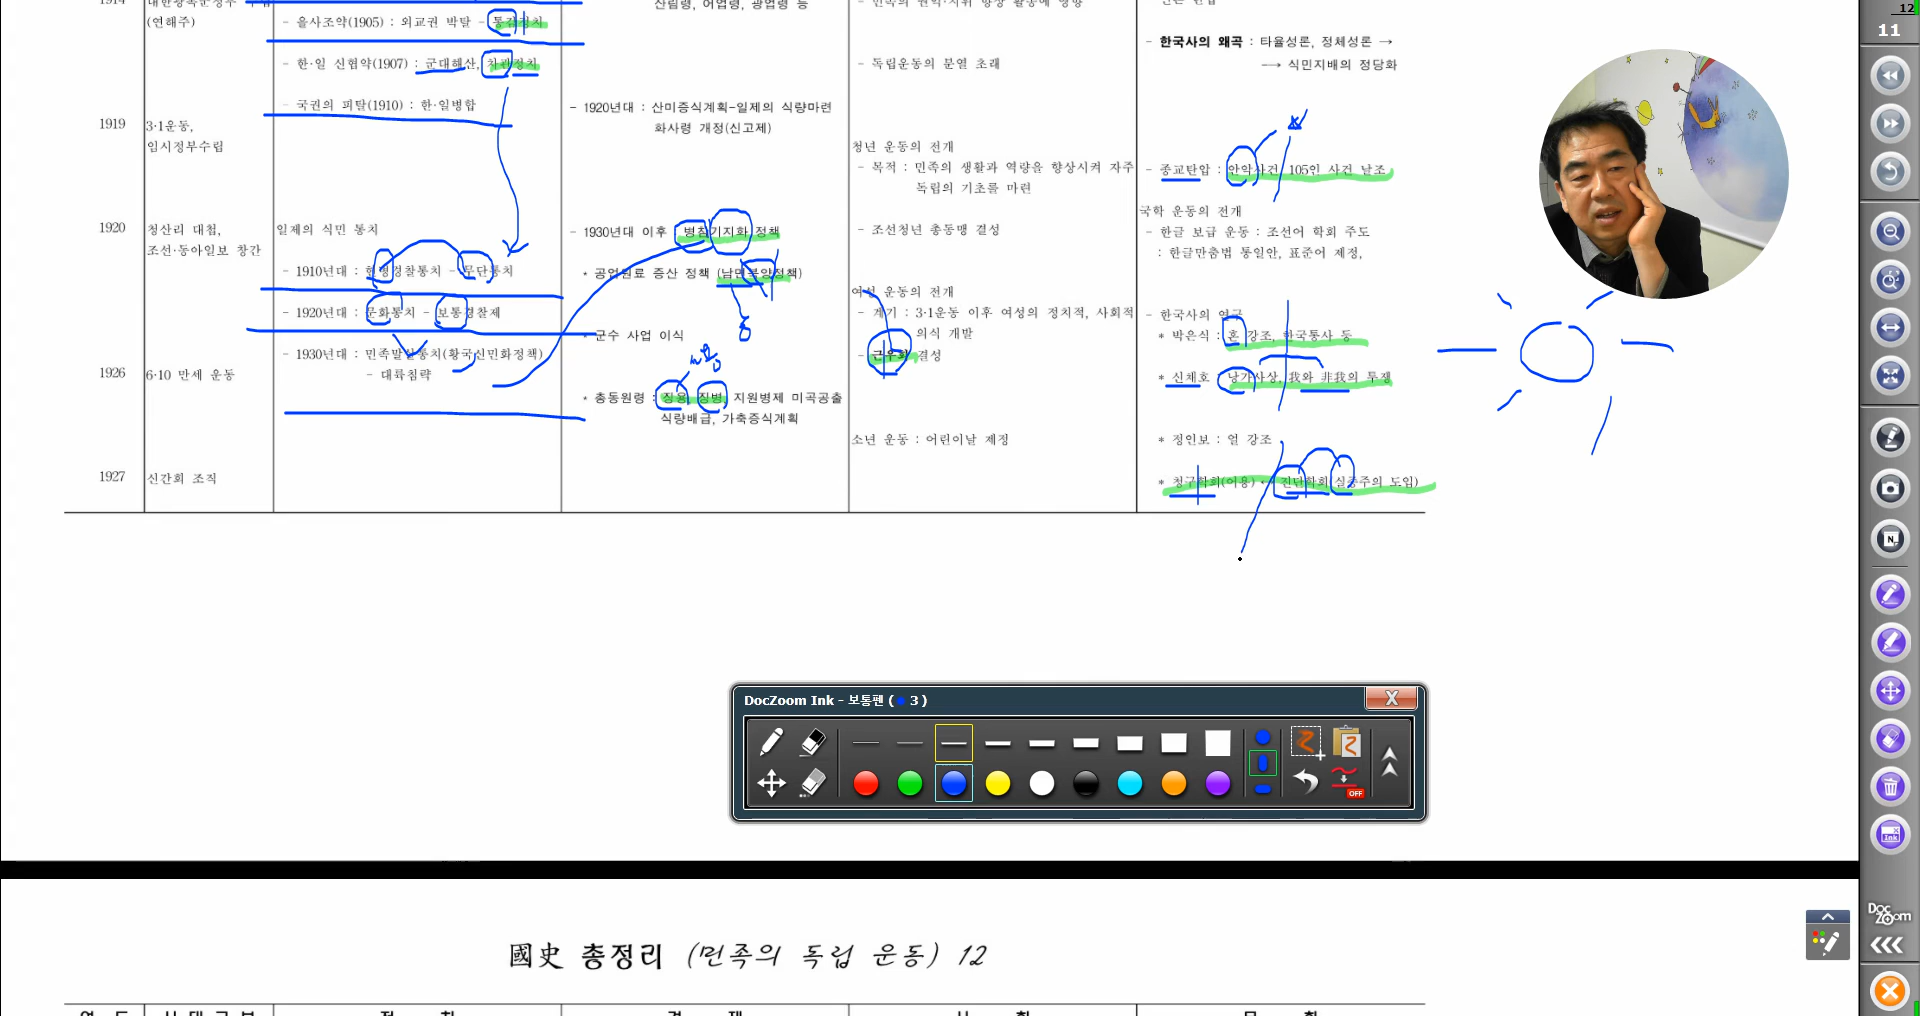 1914
대한광복군정부 수립
(연해주)
- 을사조약(1905) : 외교권 박탈 - 통감정치
- 한·일 신협약(1907) : 군대해산, 차관정치
- 국권의 피탈(1910) : 한·일병합
1919
3·1운동,
임시정부수립
1920
청산리 대첩,
조선·동아일보 창간
일제의 식민 통치
- 1910년대 : 헌병경찰통치 - 무단통치
- 1920년대 : 문화통치 - 보통경찰제
- 1930년대 : 민족말살통치(황국신민화정책)
- 대륙침략
1926
6·10 만세 운동
1927
신간회 조직
산림령, 어업령, 광업령 등
- 1920년대 : 산미증식계획-일제의 식량마련
화사령 개정(신고제)
- 1930년대 이후 병참기지화 정책
* 공업원료 증산 정책 (남면북양정책)
군수 사업 이식
* 총동원령 : 징용, 징병, 지원병제 미곡공출
식량배급, 가축증식계획
- 독립운동의 분열 초래
청년 운동의 전개
- 목적 : 민족의 생활과 역량을 향상시켜 자주
독립의 기초를 마련
- 조선청년 총동맹 결성
여성 운동의 전개
- 계기 : 3·1운동 이후 여성의 정치적, 사회적
의식 개발
- 근우회 결성
소년 운동 : 어린이날 제정
- 한국사의 왜곡 : 타율성론, 정체성론 →
→ 식민지배의 정당화
- 종교탄압 : 안악사건, 105인 사건 날조
국학 운동의 전개
- 한글 보급 운동 : 조선어 학회 주도
: 한글맞춤법 통일안, 표준어 제정,
- 한국사의 연구
* 박은식 : 혼 강조, 한국통사 등
* 신채호 : 낭가사상, 我와 非我의 투쟁
* 정인보 : 얼 강조
* 청구학회(어용) ↔ 진단학회(실증주의 도입)
DocZoom Ink - 보통펜 ( 3 )
OFF
國史 총정리 (민족의 독립 운동) 12
12
11
N
Ink
Doc Zoom